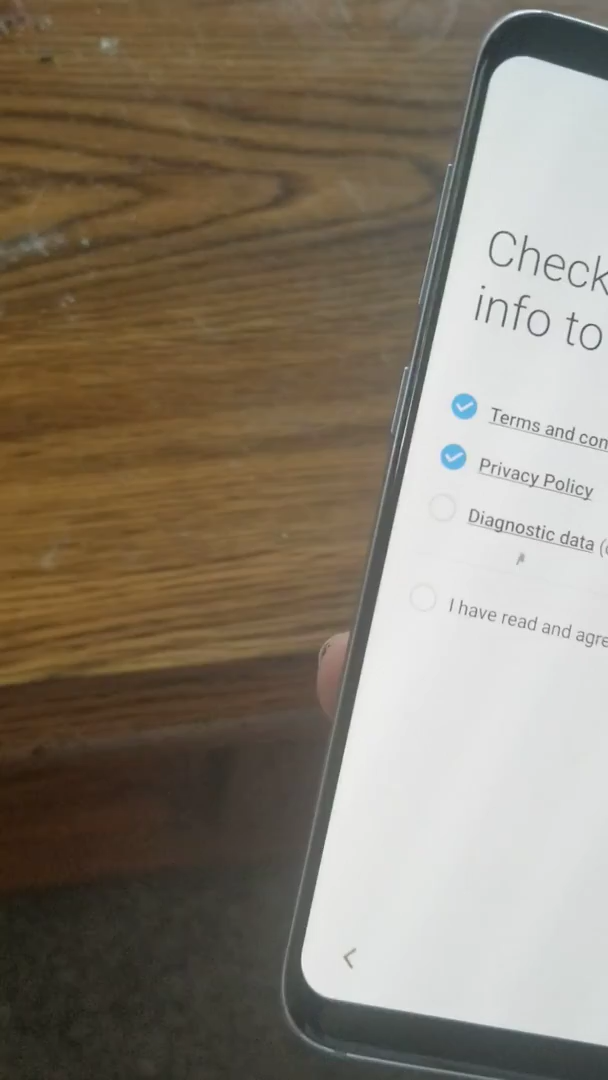 Check
info to
Terms and con
Privacy Policy
Diagnostic data (
I have read and agre